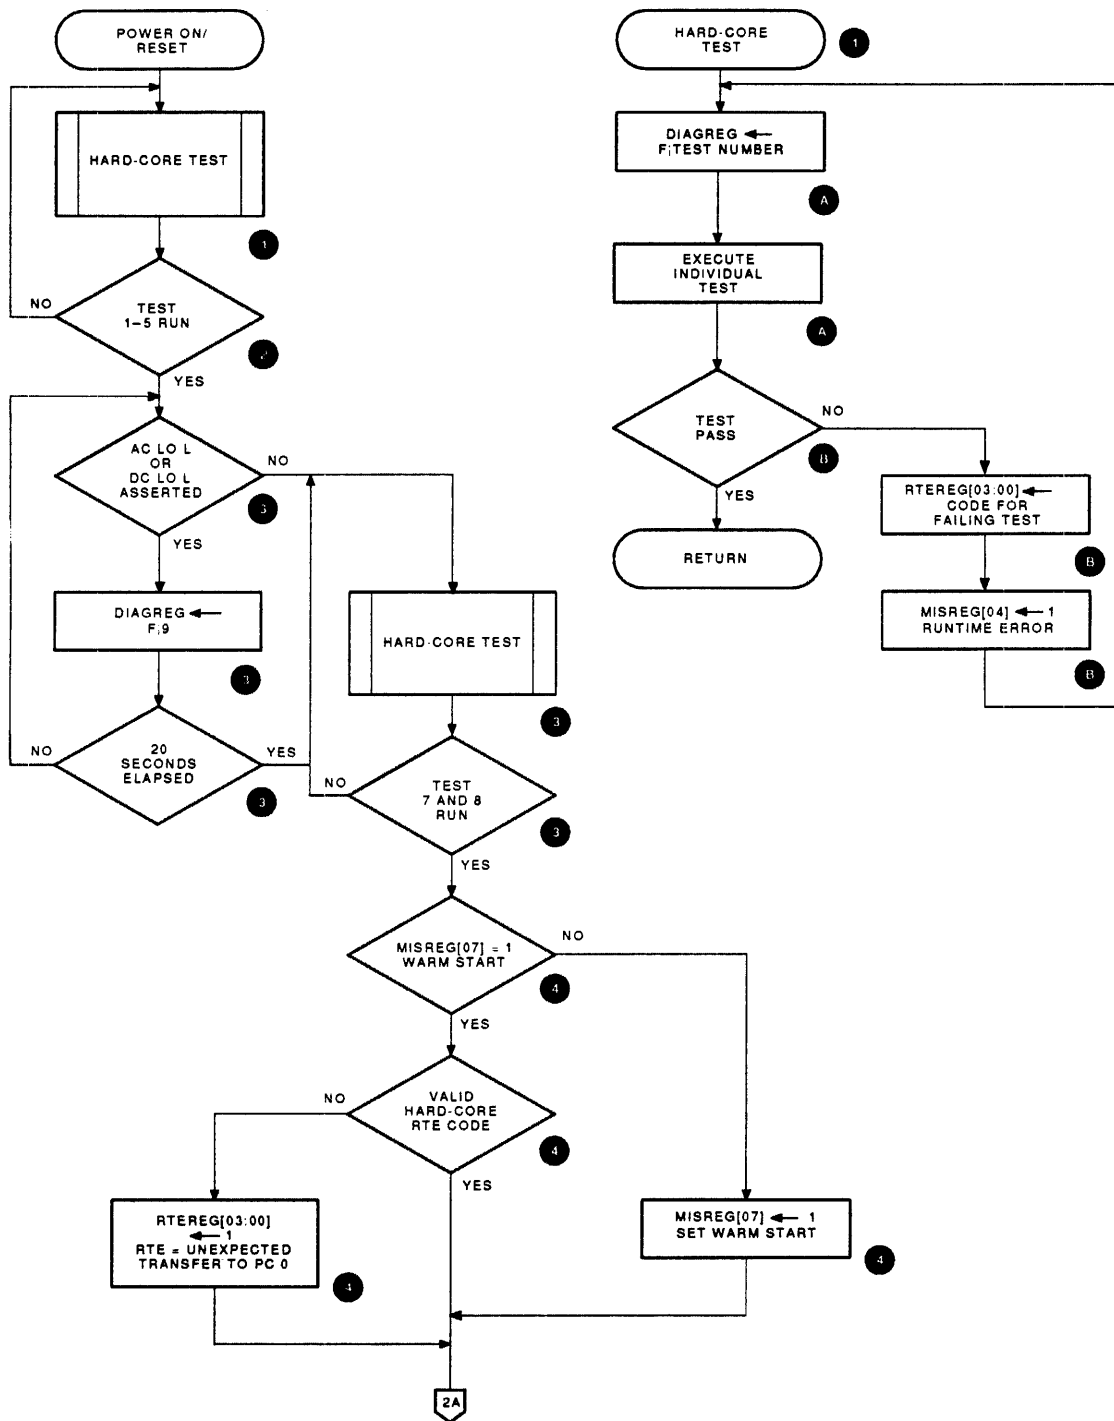 POWER ON/
RESET
HARD-CORE TEST
1
TEST
1–5 RUN
NO
YES
2
AC LO L
OR
DC LO L
ASSERTED
NO
YES
DIAGREG ←
F;9
3
20
SECONDS
ELAPSED
NO
YES
3
HARD-CORE TEST
3
TEST
7 AND 8
RUN
NO
3
YES
MISREG[07] = 1
WARM START
NO
4
YES
VALID
HARD-CORE
RTE CODE
NO
4
YES
RTEREG[03:00]
← 1
RTE = UNEXPECTED
TRANSFER TO PC 0
4
MISREG[07] ← 1
SET WARM START
4
2A
HARD-CORE
TEST
1
DIAGREG ←
F;TEST NUMBER
A
EXECUTE
INDIVIDUAL
TEST
A
TEST
PASS
NO
B
YES
RETURN
RTEREG[03:00] ←
CODE FOR
FAILING TEST
B
MISREG[04] ← 1
RUNTIME ERROR
B